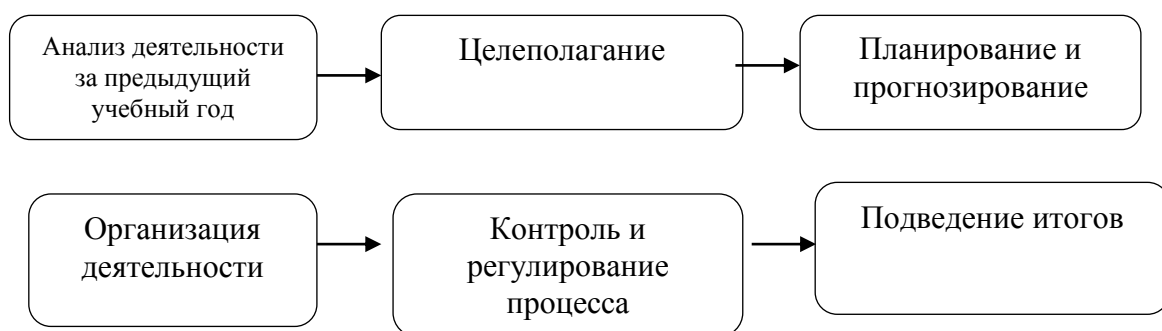 Анализ деятельности
за предыдущий
учебный год
Целеполагание
Планирование и
прогнозирование
Организация
деятельности
Контроль и
регулирование
процесса
Подведение итогов